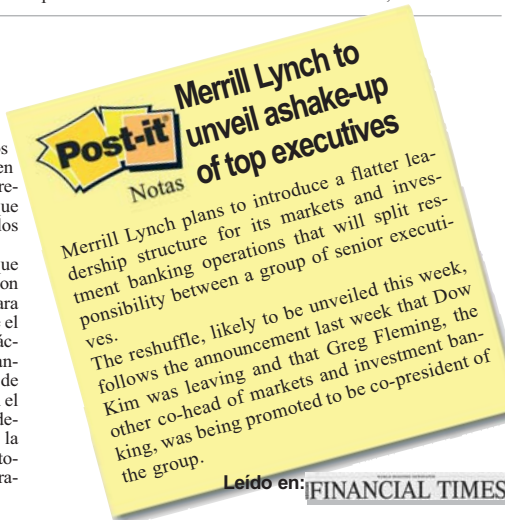 Post-it
Notas
Merrill Lynch to
unveil ashake-up
of top executives
Merrill Lynch plans to introduce a flatter lea-
dership structure for its markets and inves-
tment banking operations that will split res-
ponsibility between a group of senior executi-
ves.
The reshuffle, likely to be unveiled this week,
follows the announcement last week that Dow
Kim was leaving and that Greg Fleming, the
other co-head of markets and investment ban-
king, was being promoted to be co-president of
the group.
Leído en: FINANCIAL TIMES